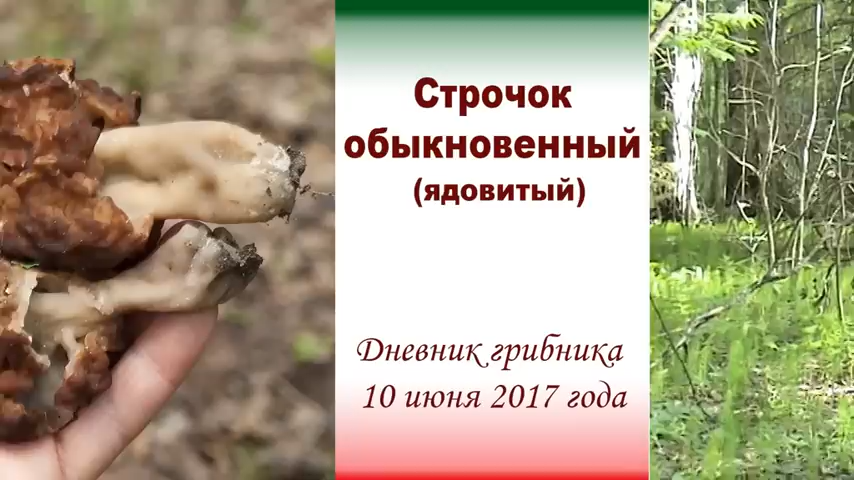 Строчок
обыкновенный
(ядовитый)
Дневник грибника
10 июня 2017 года